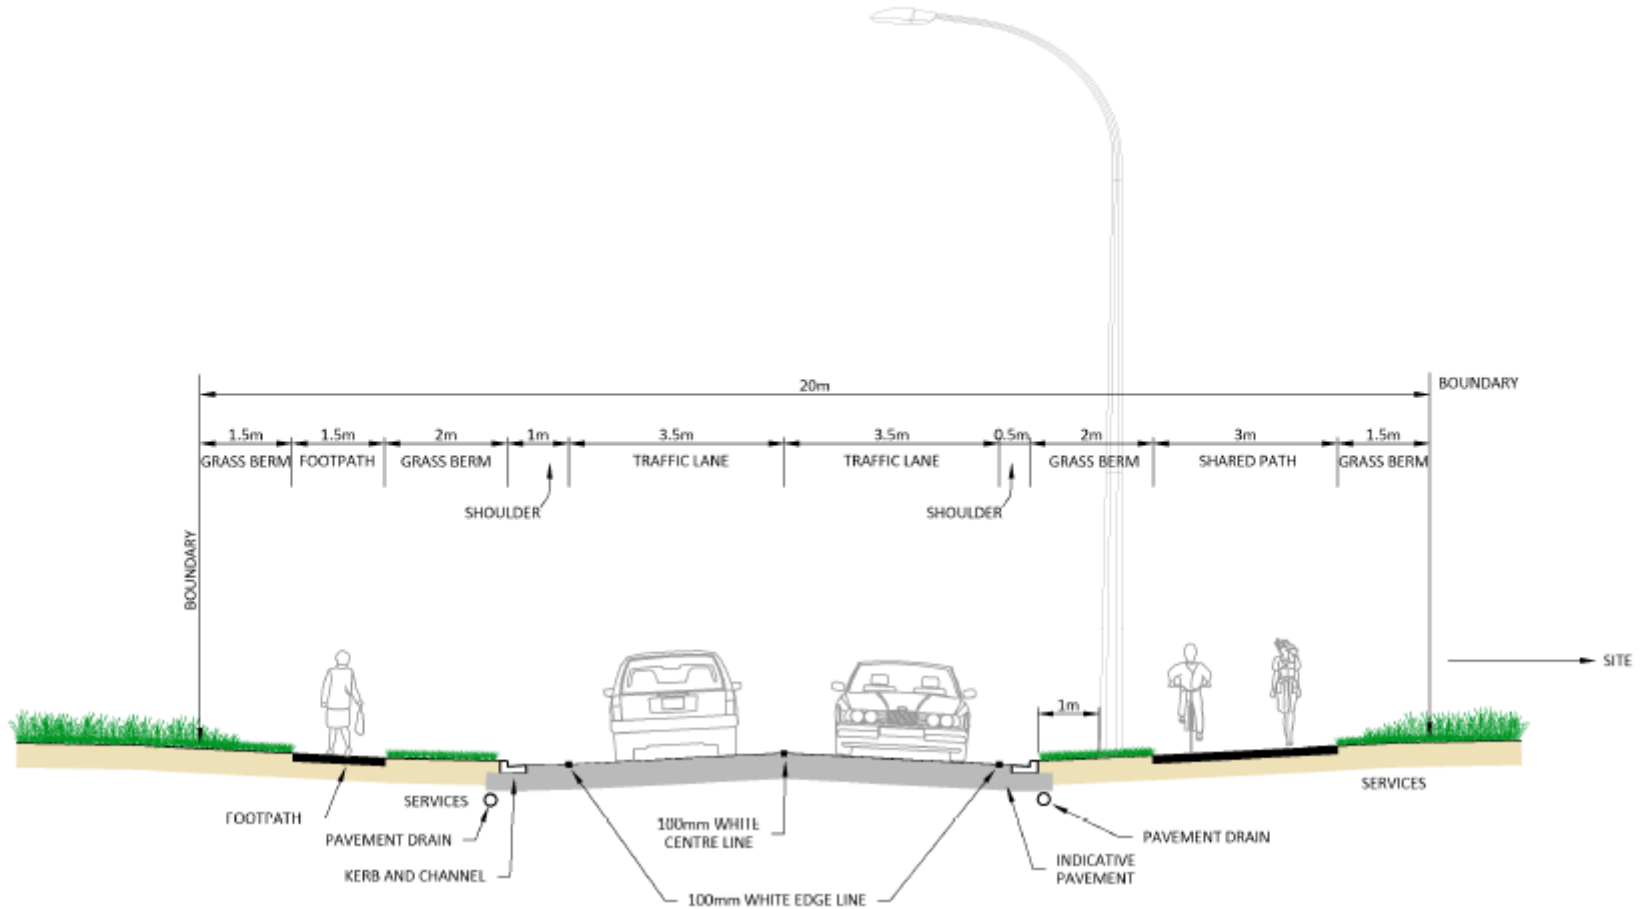 20m
BOUNDARY
1.5m 1.5m 2m 1m 3.5m 3.5m 0.5m 2m 3m 1.5m
GRASS BERM FOOTPATH GRASS BERM TRAFFIC LANE TRAFFIC LANE GRASS BERM SHARED PATH GRASS BERM
SHOULDER SHOULDER
BOUNDARY
SITE
1m
SERVICES
SERVICES
FOOTPATH
PAVEMENT DRAIN
KERB AND CHANNEL
100mm WHITE
CENTRE LINE
100mm WHITE EDGE LINE
PAVEMENT DRAIN
INDICATIVE
PAVEMENT